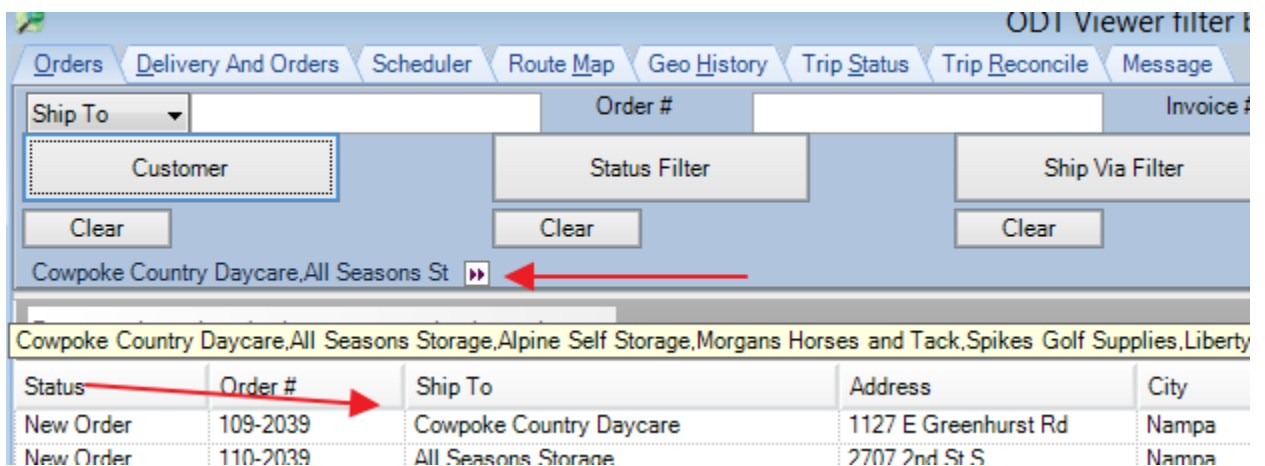 ODT Viewer filter b
Orders Delivery And Orders Scheduler Route Map Geo History Trip Status Trip Reconcile Message
Ship To Order # Invoice #
Customer Status Filter Ship Via Filter
Clear Clear Clear
Cowpoke Country Daycare,All Seasons St
Cowpoke Country Daycare,All Seasons Storage,Alpine Self Storage,Morgans Horses and Tack,Spikes Golf Supplies,Liberty
Status Order # Ship To Address City
New Order 109-2039 Cowpoke Country Daycare 1127 E Greenhurst Rd Nampa
New Order 110-2039 All Seasons Storage 2707 2nd St S Nampa